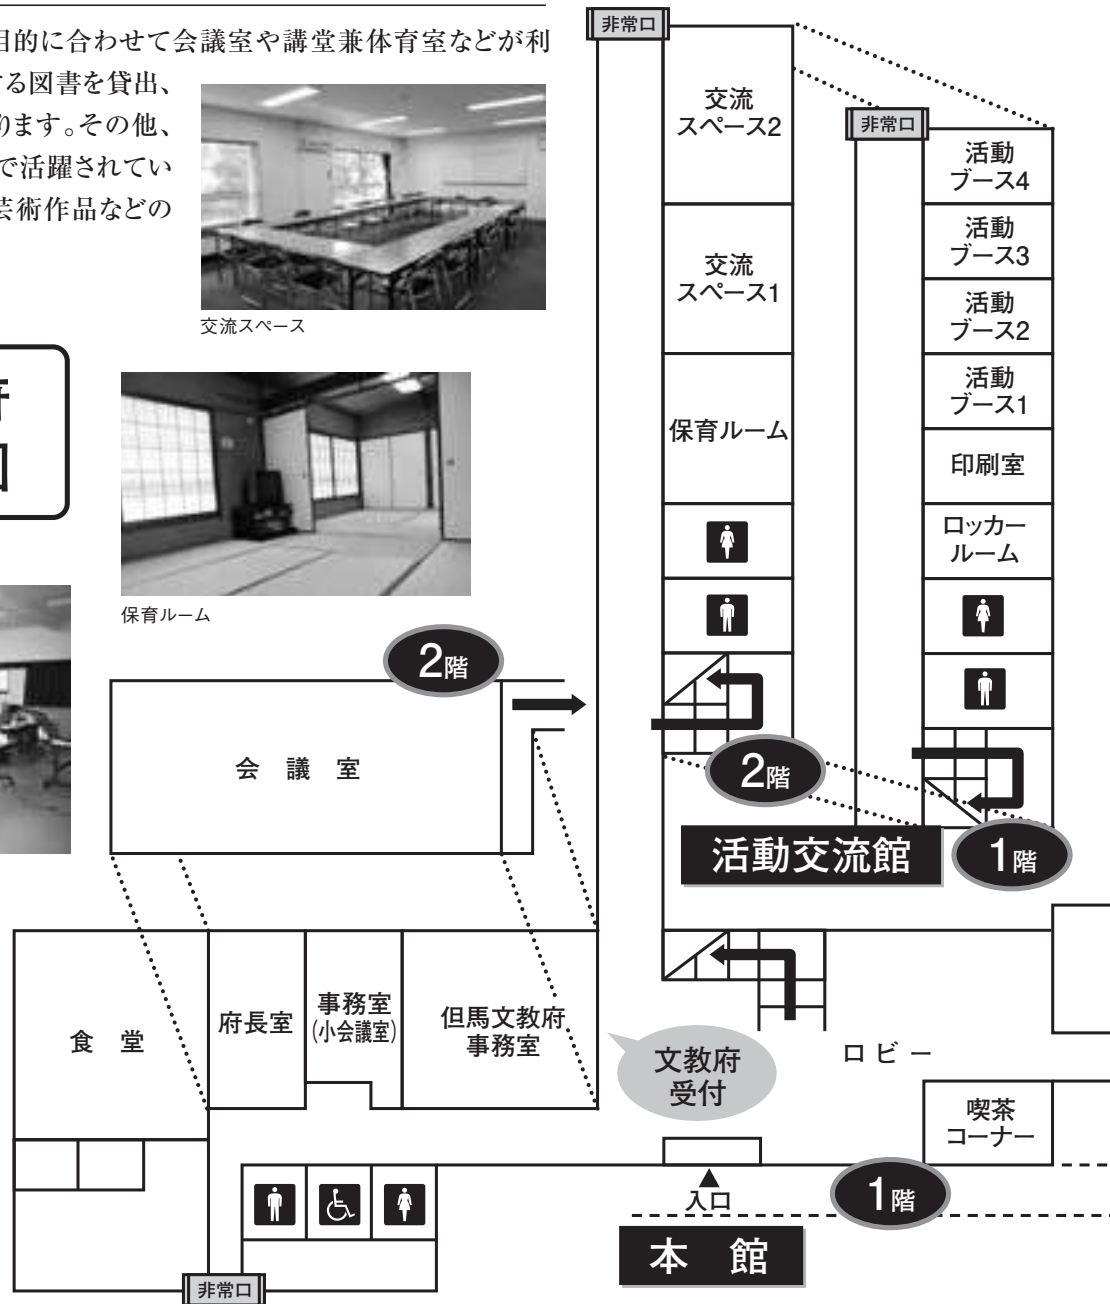 目的に合わせて会議室や講堂兼体育室などが利
する図書を貸出、
ります。その他、
で活躍されてい
芸術作品などの
交流スペース
保育ルーム
非常口
交流
スペース2
交流
スペース1
保育ルーム
非常口
活動
ブース4
活動
ブース3
活動
ブース2
活動
ブース1
印刷室
ロッカー
ルーム
2階
会 議 室
2階
活動交流館
1階
食 堂
府長室
事務室
(小会議室)
但馬文教府
事務室
文教府
受付
ロビー
喫茶
コーナー
入口
1階
本 館
非常口